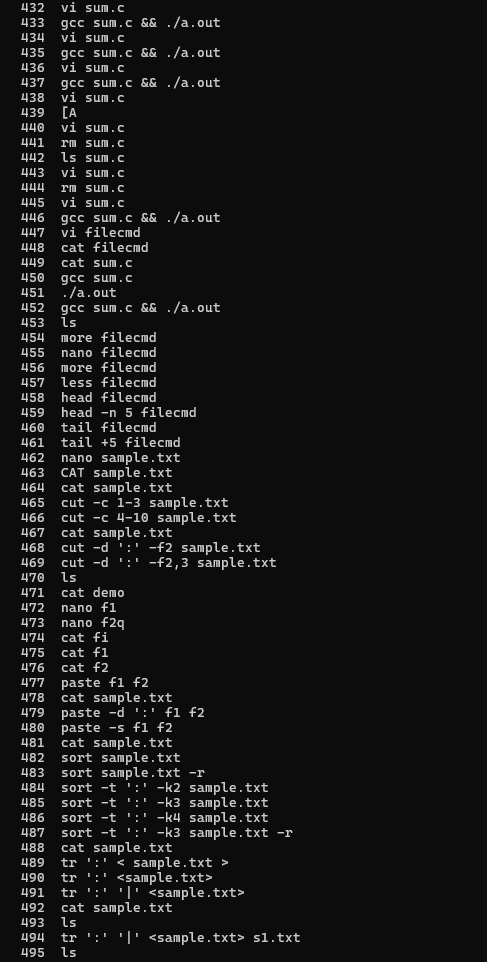 432 vi sum.c
433 gcc sum.c && ./a.out
434 vi sum.c
435 gcc sum.c && ./a.out
436 vi sum.c
437 gcc sum.c && ./a.out
438 vi sum.c
439 [A
440 vi sum.c
441 rm sum.c
442 ls sum.c
443 vi sum.c
444 rm sum.c
445 vi sum.c
446 gcc sum.c && ./a.out
447 vi filecmd
448 cat filecmd
449 cat sum.c
450 gcc sum.c
451 ./a.out
452 gcc sum.c && ./a.out
453 ls
454 more filecmd
455 nano filecmd
456 more filecmd
457 less filecmd
458 head filecmd
459 head -n 5 filecmd
460 tail filecmd
461 tail +5 filecmd
462 nano sample.txt
463 CAT sample.txt
464 cat sample.txt
465 cut -c 1-3 sample.txt
466 cut -c 4-10 sample.txt
467 cat sample.txt
468 cut -d ':' -f2 sample.txt
469 cut -d ':' -f2,3 sample.txt
470 ls
471 cat demo
472 nano f1
473 nano f2q
474 cat fi
475 cat f1
476 cat f2
477 paste f1 f2
478 cat sample.txt
479 paste -d ':' f1 f2
480 paste -s f1 f2
481 cat sample.txt
482 sort sample.txt
483 sort sample.txt -r
484 sort -t ':' -k2 sample.txt
485 sort -t ':' -k3 sample.txt
486 sort -t ':' -k4 sample.txt
487 sort -t ':' -k3 sample.txt -r
488 cat sample.txt
489 tr ':' < sample.txt >
490 tr ':' <sample.txt>
491 tr ':' '|' <sample.txt>
492 cat sample.txt
493 ls
494 tr ':' '|' <sample.txt> s1.txt
495 ls